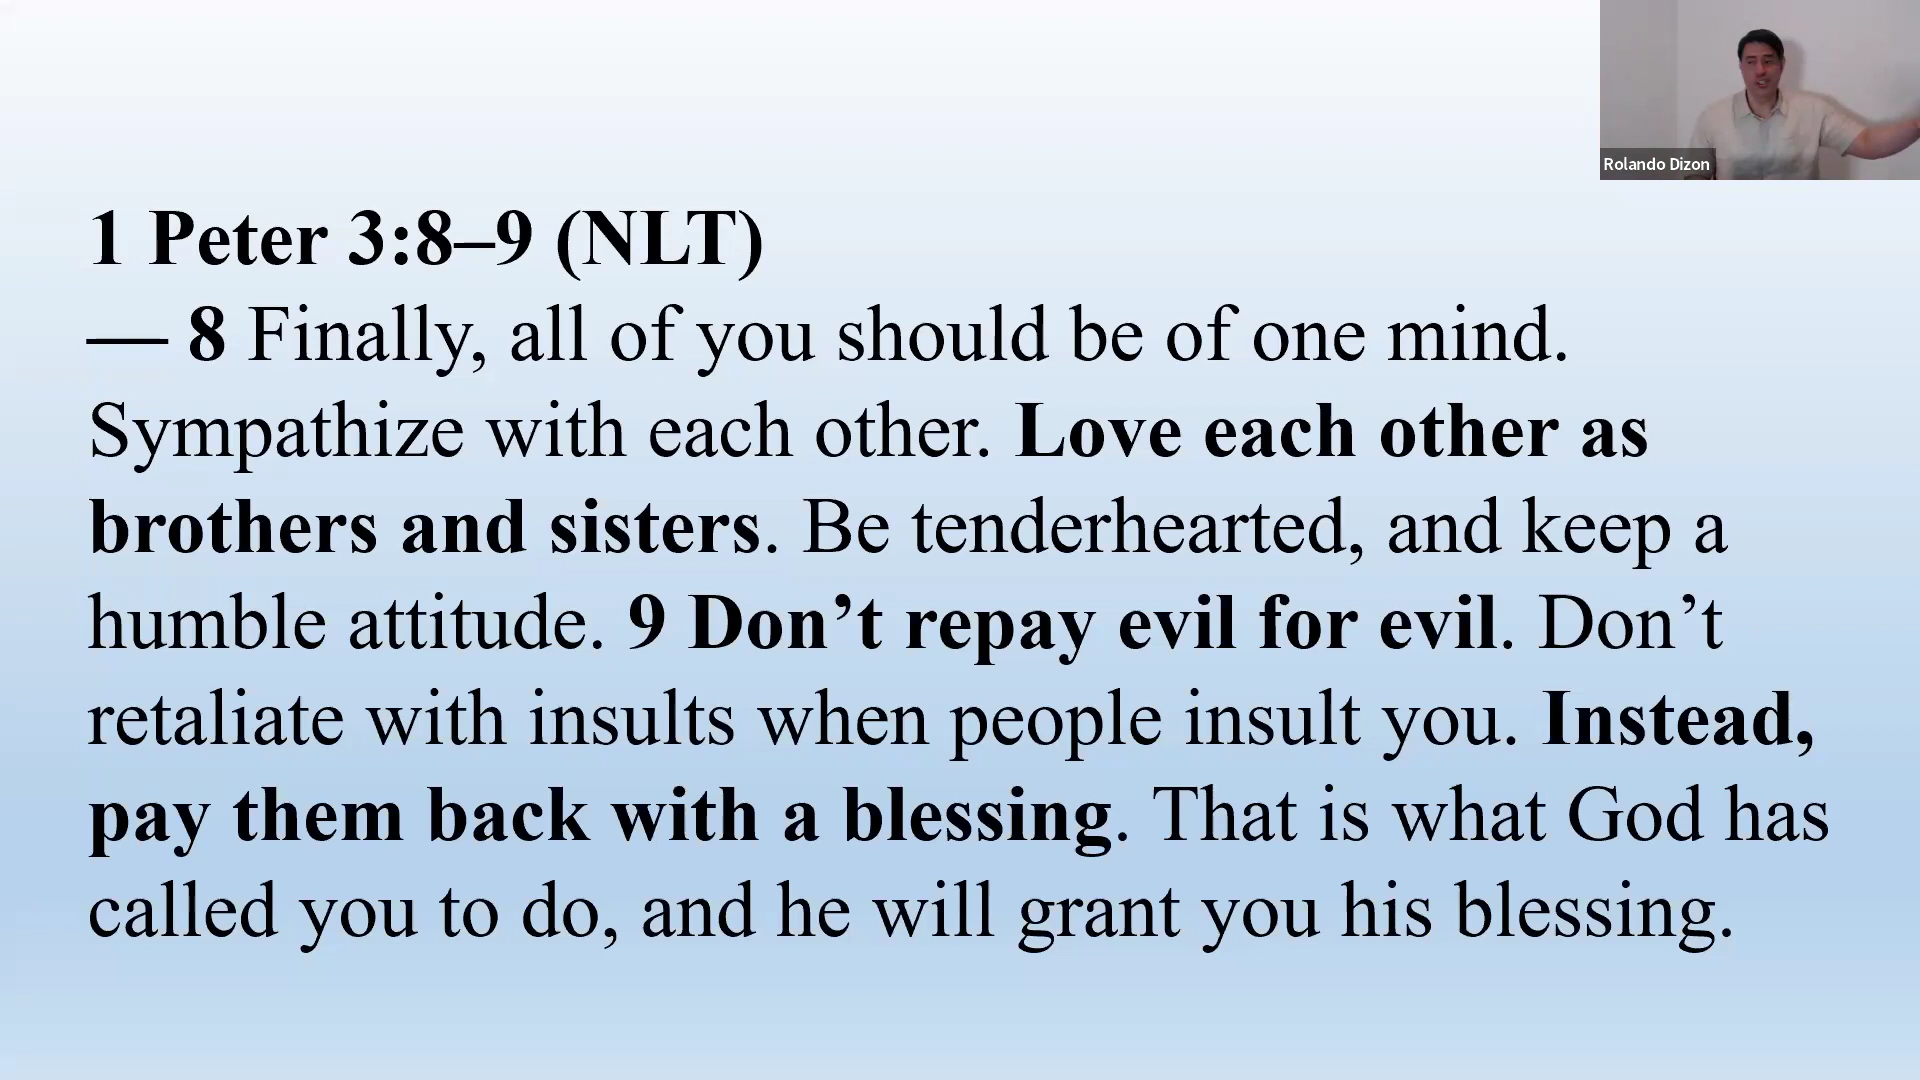 Rolando Dizon
1 Peter 3:8–9 (NLT)
— 8 Finally, all of you should be of one mind.
Sympathize with each other. Love each other as
brothers and sisters. Be tenderhearted, and keep a
humble attitude. 9 Don’t repay evil for evil. Don’t
retaliate with insults when people insult you. Instead,
pay them back with a blessing. That is what God has
called you to do, and he will grant you his blessing.